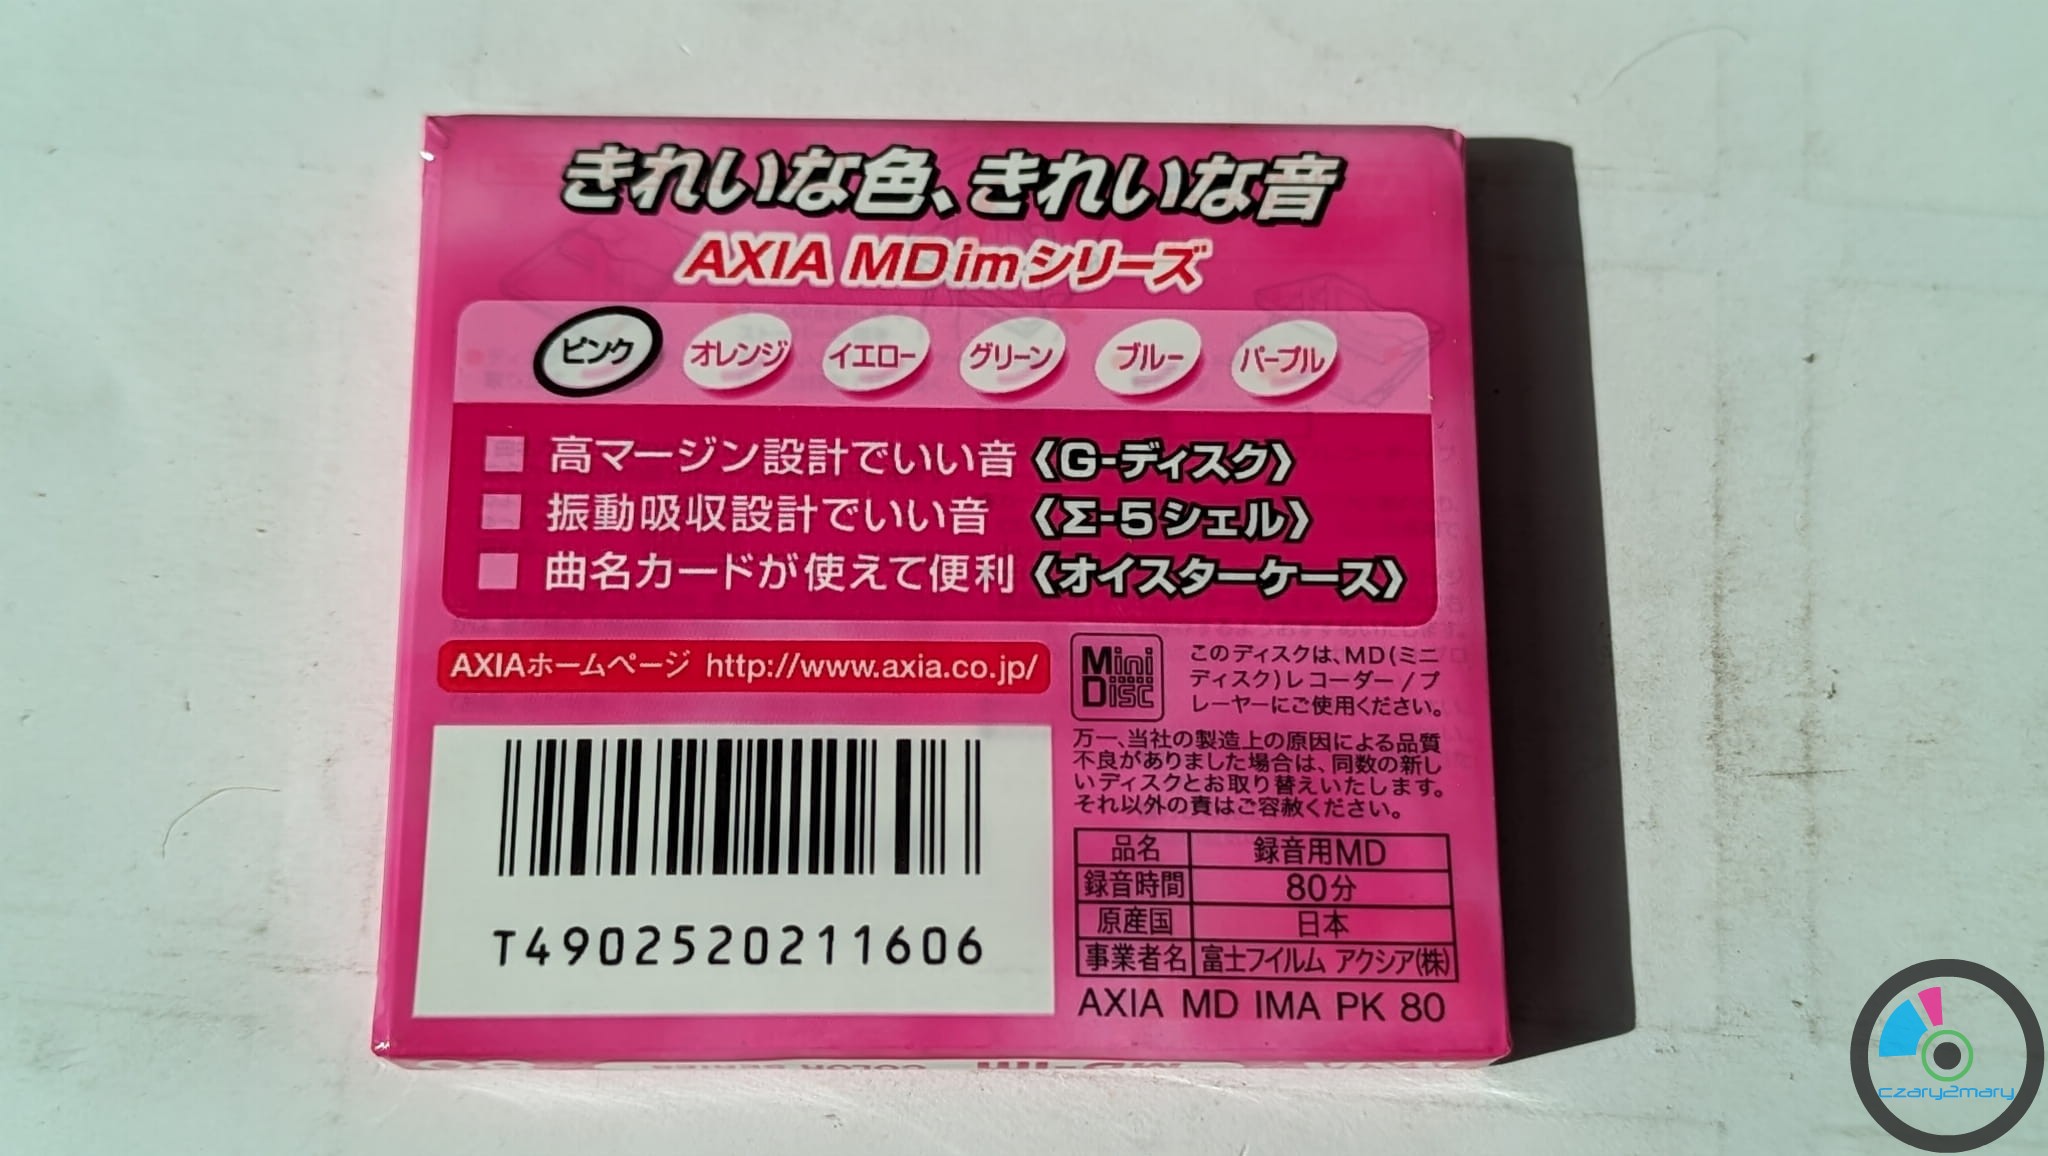 きれいな色、きれいな音
AXIA MD imシリーズ
ピンク オレンジ イエロー グリーン ブルー パープル
高マージン設計でいい音《G-ディスク》
振動吸収設計でいい音《Σ-5シェル》
曲名カードが使えて便利《オイスターケース》
AXIAホームページ http://www.axia.co.jp/
Mini
Disc
このディスクは、MD(ミニ
ディスク)レコーダー/プ
レーヤーにご使用ください。
万一、当社の製造上の原因による品質
不良がありました場合は、同数の新し
いディスクとお取り替えいたします。
それ以外の責はご容赦ください。
品名 録音用MD
録音時間 80分
原産国 日本
事業者名 富士フイルム アクシア(株)
AXIA MD IMA PK 80
T4902520211606
czary2mary